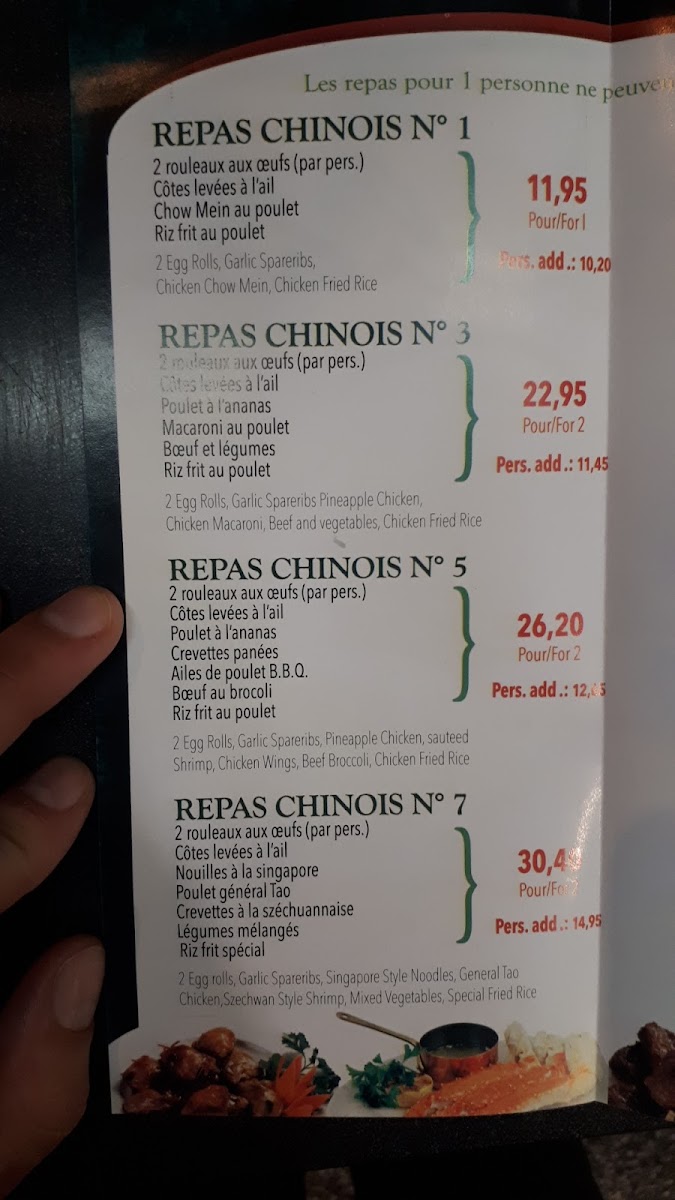 Les repas pour 1 personne ne
REPAS CHINOIS N° 1
2 rouleaux aux œufs (par pers.)
Côtes levées à l'ail
Chow Mein au poulet
Riz frit au poulet
11,95
Pour/For 1
2 Egg Rolls, Garlic Spareribs,
Chicken Chow Mein, Chicken Fried Rice
Pers. add.: 10,20
REPAS CHINOIS N° 3
2 rouleaux aux œufs (par pers.)
Côtes levées à l'ail
Poulet à l'ananas
Macaroni au poulet
Bœuf et légumes
Riz frit au poulet
22,95
Pour/For 2
Pers. add.: 11,45
2 Egg Rolls, Garlic Spareribs Pineapple Chicken,
Chicken Macaroni, Beef and vegetables, Chicken Fried Rice
REPAS CHINOIS N° 5
2 rouleaux aux œufs (par pers.)
Côtes levées à l'ail
Poulet à l'ananas
Crevettes panées
Ailes de poulet B.B.Q.
Bœuf au brocoli
Riz frit au poulet
26,20
Pour/For 2
Pers. add.:
2 Egg Rolls, Garlic Spareribs, Pineapple Chicken, sauteed
Shrimp, Chicken Wings, Beef Broccoli, Chicken Fried Rice
REPAS CHINOIS N° 7
2 rouleaux aux œufs (par pers.)
Côtes levées à l'ail
Nouilles à la singapore
Poulet général Tao
Crevettes à la széchuannaise
Légumes mélangés
Riz frit spécial
Pers. add.: 14,95
2 Egg rolls, Garlic Spareribs, Singapore Style Noodles, General Tao
Chicken,Szechwan Style Shrimp, Mixed Vegetables, Special Fried Rice